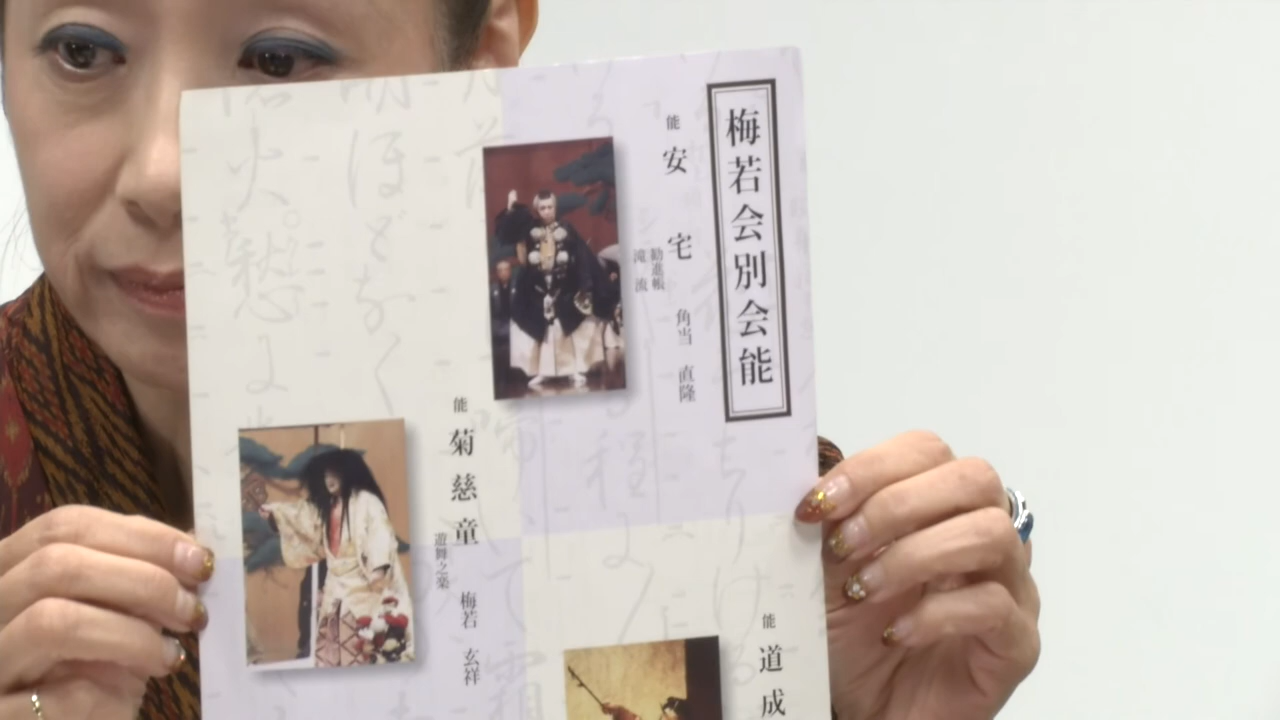 梅若会別会能
能 安宅 角当 直隆
勧進帳
滝流
能 菊慈童 梅若 玄祥
遊舞之楽
能 道成